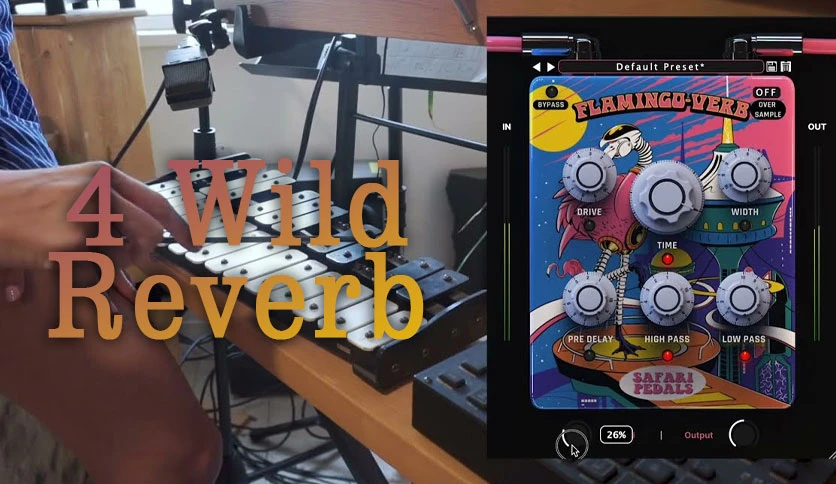 4 Wild
Reverb
Default Preset*
BYPASS
FLAMINGO-VERB
OFF
OVER
SAMPLE
IN
OUT
DRIVE
WIDTH
TIME
PRE DELAY
HIGH PASS
LOW PASS
SAFARI
PEDALS
26%
Output